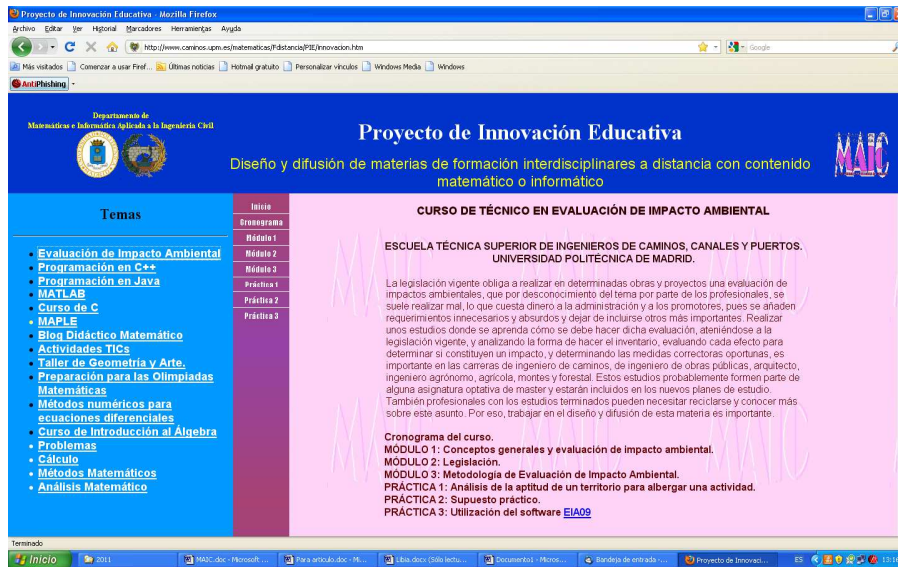 Proyecto de Innovación Educativa - Mozilla Firefox
Archivo Editar Ver Historial Marcadores Herramientas Ayuda
http://www.caminos.upm.es/matematicas/Fdistancia/PIE/innovacion.htm
Google
Más visitados Comenzar a usar Firef... Últimas noticias Hotmail gratuito Personalizar vínculos Windows Media Windows
AntiPhishing
Departamento de
Matemáticas e Informática Aplicada a la Ingeniería Civil
Proyecto de Innovación Educativa
Diseño y difusión de materias de formación interdisciplinares a distancia con contenido
matemático o informático
MAIC
Temas
Evaluación de Impacto Ambiental
Programación en C++
Programación en Java
MATLAB
Curso de C
MAPLE
Blog Didáctico Matemático
Actividades TICs
Taller de Geometría y Arte.
Preparación para las Olimpiadas
Matemáticas
Métodos numéricos para
ecuaciones diferenciales
Curso de Introducción al Álgebra
Problemas
Cálculo
Métodos Matemáticos
Análisis Matemático
Inicio
Cronograma
Módulo 1
Módulo 2
Módulo 3
Práctica 1
Práctica 2
Práctica 3
CURSO DE TÉCNICO EN EVALUACIÓN DE IMPACTO AMBIENTAL
ESCUELA TÉCNICA SUPERIOR DE INGENIEROS DE CAMINOS, CANALES Y PUERTOS.
UNIVERSIDAD POLITÉCNICA DE MADRID.
La legislación vigente obliga a realizar en determinadas obras y proyectos una evaluación de
impactos ambientales, que por desconocimiento del tema por parte de los profesionales, se
suele realizar mal, lo que cuesta dinero a la administración y a los promotores, pues se añaden
requerimientos innecesarios y absurdos y dejar de incluirse otros más importantes. Realizar
unos estudios donde se aprenda cómo se debe hacer dicha evaluación, ateniéndose a la
legislación vigente, y analizando la forma de hacer el inventario, evaluando cada efecto para
determinar si constituyen un impacto, y determinando las medidas correctoras oportunas, es
importante en las carreras de ingeniero de caminos, de ingeniero de obras públicas, arquitecto,
ingeniero agrónomo, agrícola, montes y forestal. Estos estudios probablemente formen parte de
alguna asignatura optativa de master y estarán incluidos en los nuevos planes de estudio.
También profesionales con los estudios terminados pueden necesitar reciclarse y conocer más
sobre este asunto. Por eso, trabajar en el diseño y difusión de esta materia es importante.
Cronograma del curso.
MÓDULO 1: Conceptos generales y evaluación de impacto ambiental.
MÓDULO 2: Legislación.
MÓDULO 3: Metodología de Evaluación de Impacto Ambiental.
PRÁCTICA 1: Análisis de la aptitud de un territorio para albergar una actividad.
PRÁCTICA 2: Supuesto práctico.
PRÁCTICA 3: Utilización del software EIA09
Terminado
Inicio 2011 MAIC.doc - Microsoft ... Para articulo.doc - Mi... Libia.docx (Sólo lectu... Documento1 - Micros... Bandeja de entrada -... Proyecto de Innovaci... ES 13:16